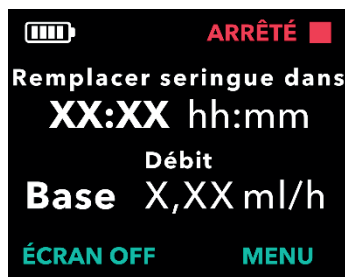 ARRÊTÉ
Remplacer seringue dans
XX:XX hh:mm
Débit
Base X,XX ml/h
ÉCRAN OFF MENU